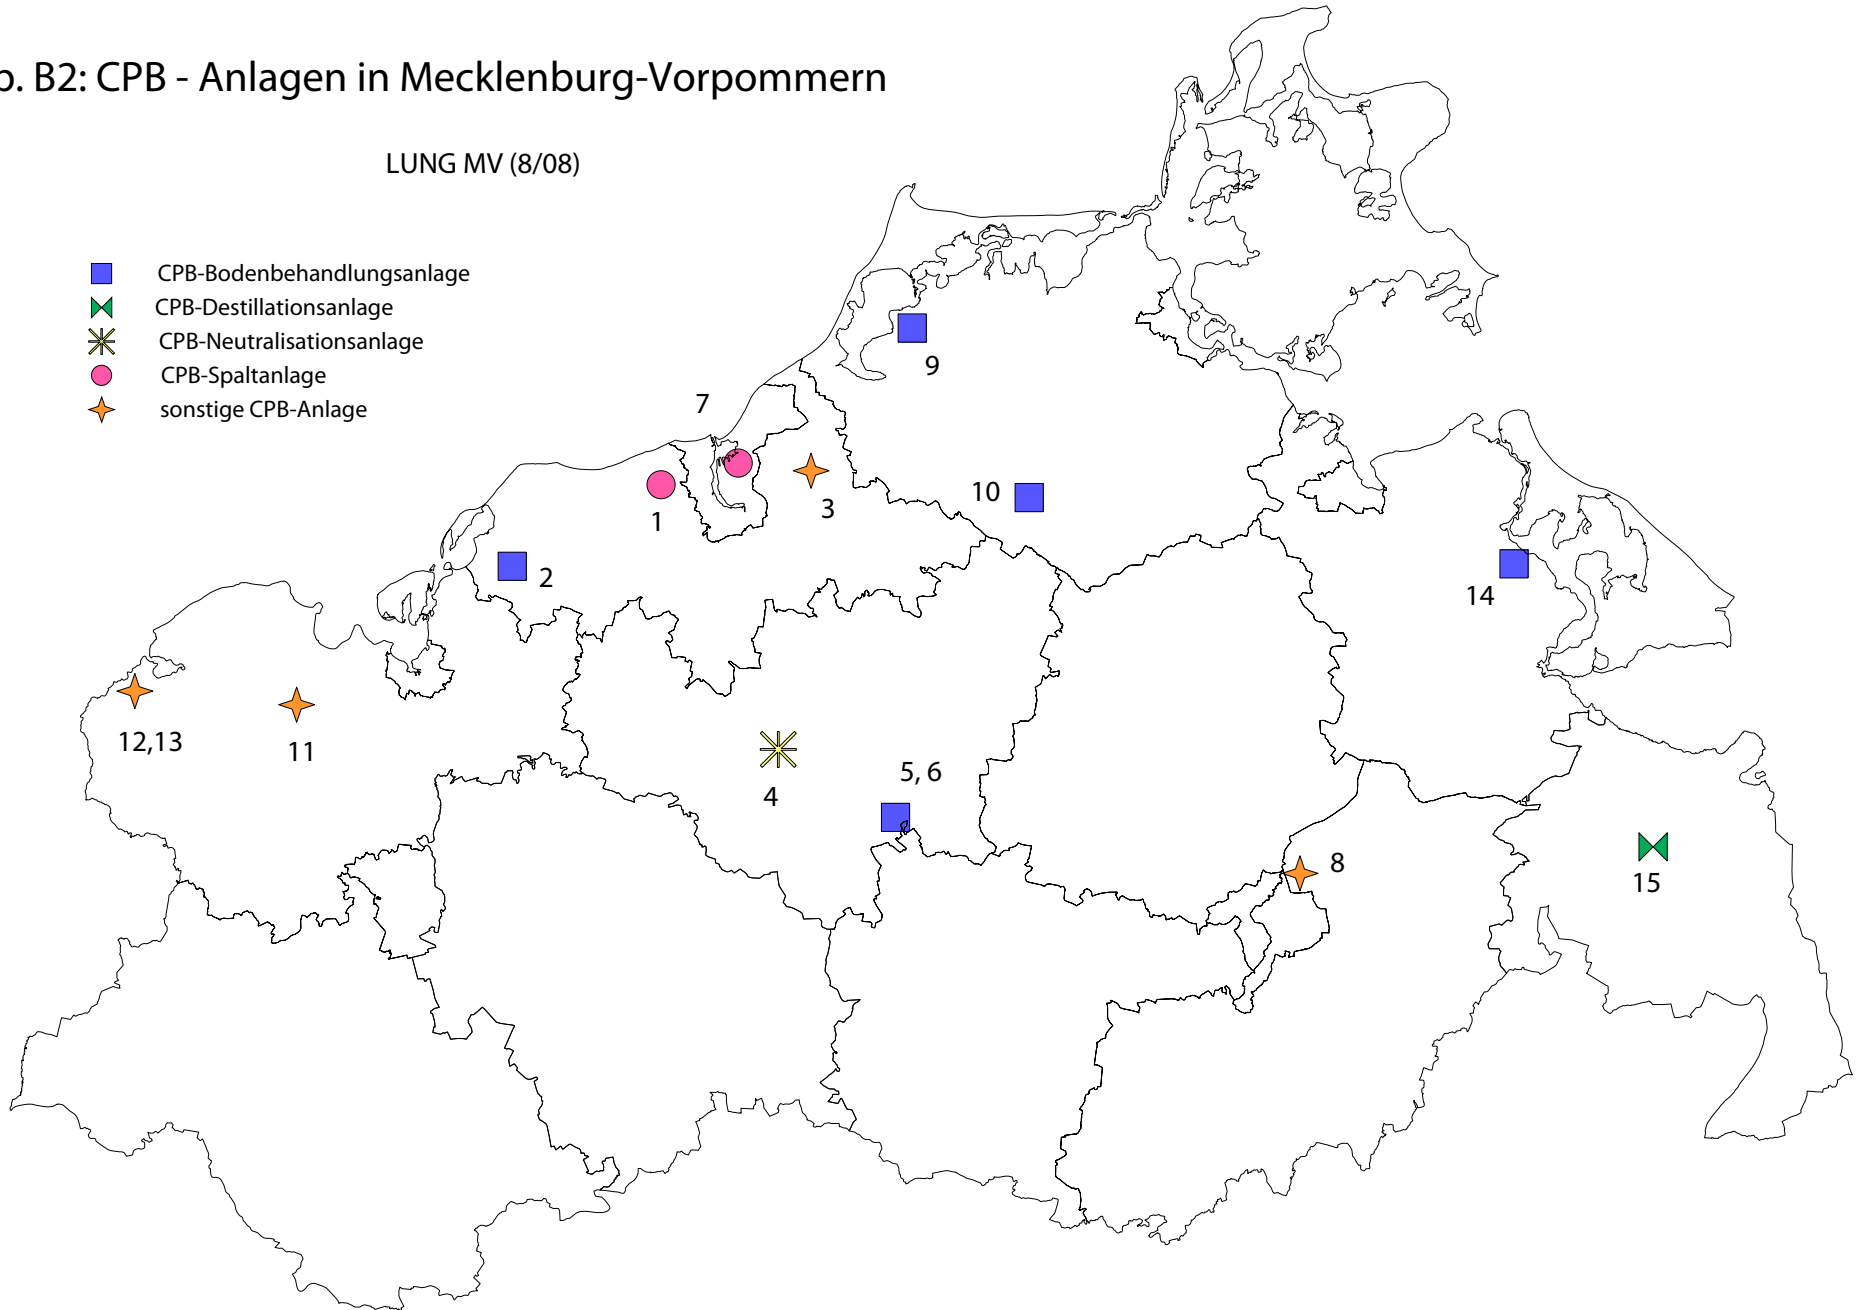 b. B2: CPB - Anlagen in Mecklenburg-Vorpommern
LUNG MV (8/08)
CPB-Bodenbehandlungsanlage
CPB-Destillationsanlage
CPB-Neutralisationsanlage
CPB-Spaltanlage
sonstige CPB-Anlage
9
7
10
3
1
2
14
12,13
11
5, 6
4
8
15